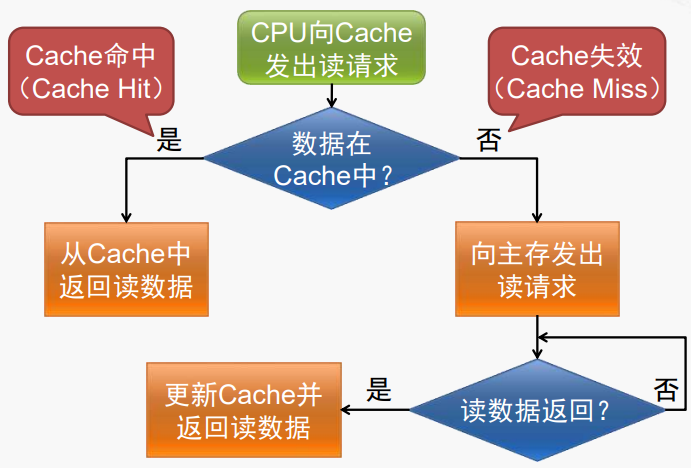 CPU向Cache
发出读请求
Cache命中
（Cache Hit）
Cache失效
（Cache Miss）
数据在
Cache中？
是
否
从Cache中
返回读数据
向主存发出
读请求
读数据返回？
是
否
更新Cache并
返回读数据